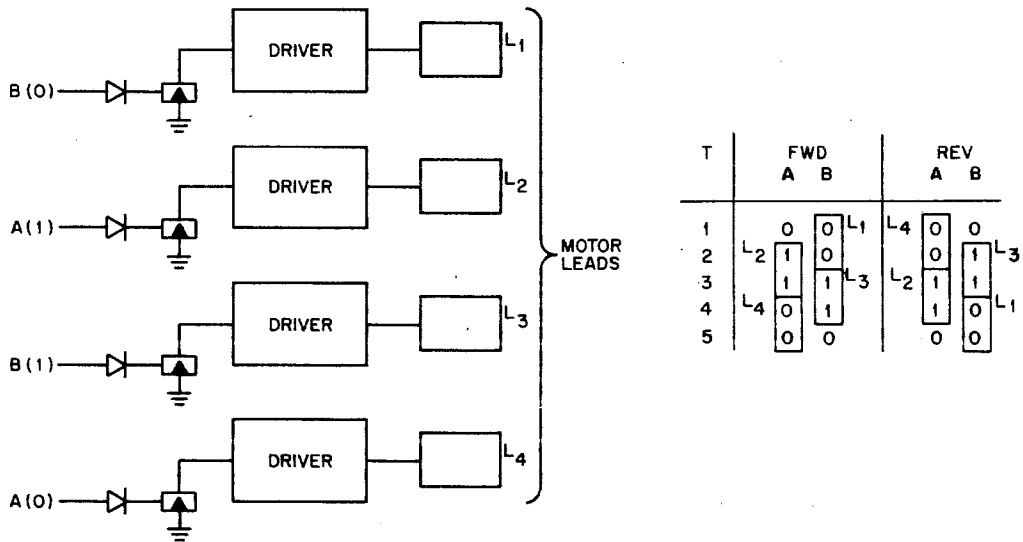 DRIVER L1
B(0)
DRIVER L2
A(1)
DRIVER L3
B(1)
DRIVER L4
A(0)
MOTOR
LEADS
T FWD REV
A B A B
1 0 0 L1 L4 0 0
2 L2 1 0 0 1 L3
3 1 1 L3 L2 1 1
4 L4 0 1 1 0 L1
5 0 0 0 0